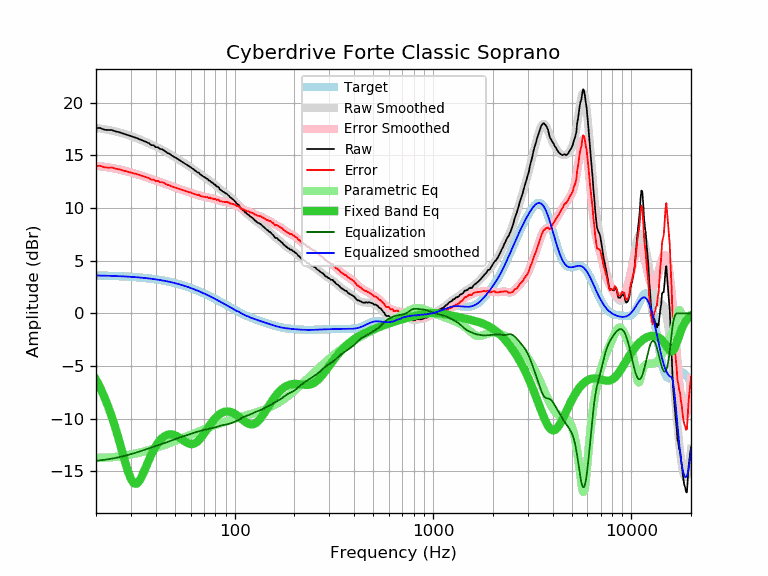 Cyberdrive Forte Classic Soprano
Target
Raw Smoothed
Error Smoothed
Raw
Error
Parametric Eq
Fixed Band Eq
Equalization
Equalized smoothed
Amplitude (dBr)
20
15
10
5
0
−5
−10
−15
100
1000
10000
Frequency (Hz)